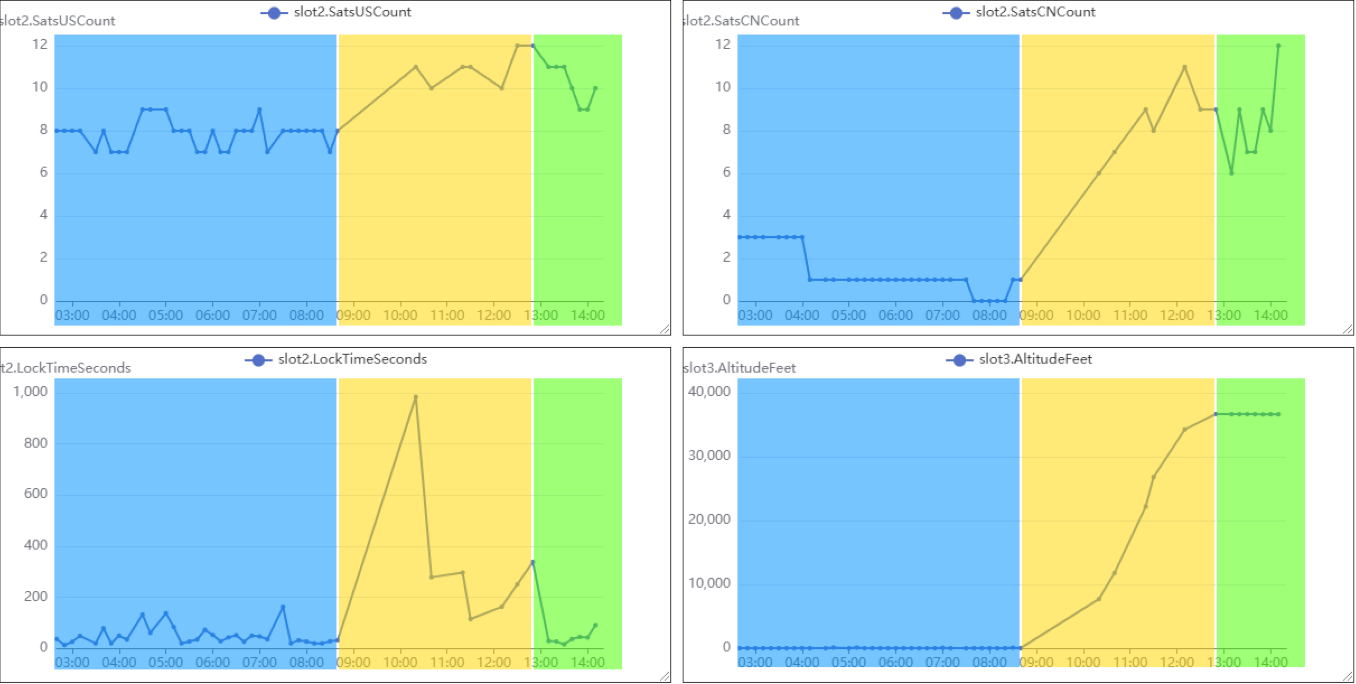 slot2.SatsUSCount
slot2.SatsUSCount
12
10
8
6
4
2
0
03:00 04:00 05:00 06:00 07:00 08:00 09:00 10:00 11:00 12:00 13:00 14:00
slot2.SatsCNCount
slot2.SatsCNCount
12
10
8
6
4
2
0
03:00 04:00 05:00 06:00 07:00 08:00 09:00 10:00 11:00 12:00 13:00 14:00
slot2.LockTimeSeconds
t2.LockTimeSeconds
1,000
800
600
400
200
0
03:00 04:00 05:00 06:00 07:00 08:00 09:00 10:00 11:00 12:00 13:00 14:00
slot3.AltitudeFeet
slot3.AltitudeFeet
40,000
30,000
20,000
10,000
0
03:00 04:00 05:00 06:00 07:00 08:00 09:00 10:00 11:00 12:00 13:00 14:00